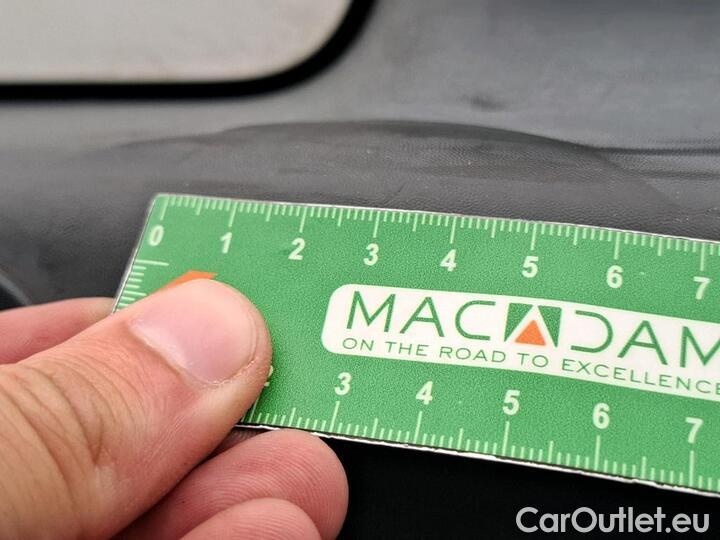 0 1 2 3 4 5 6 7
MACADAM
ON THE ROAD TO EXCELLENCE
2 3 4 5 6 7
CarOutlet.eu